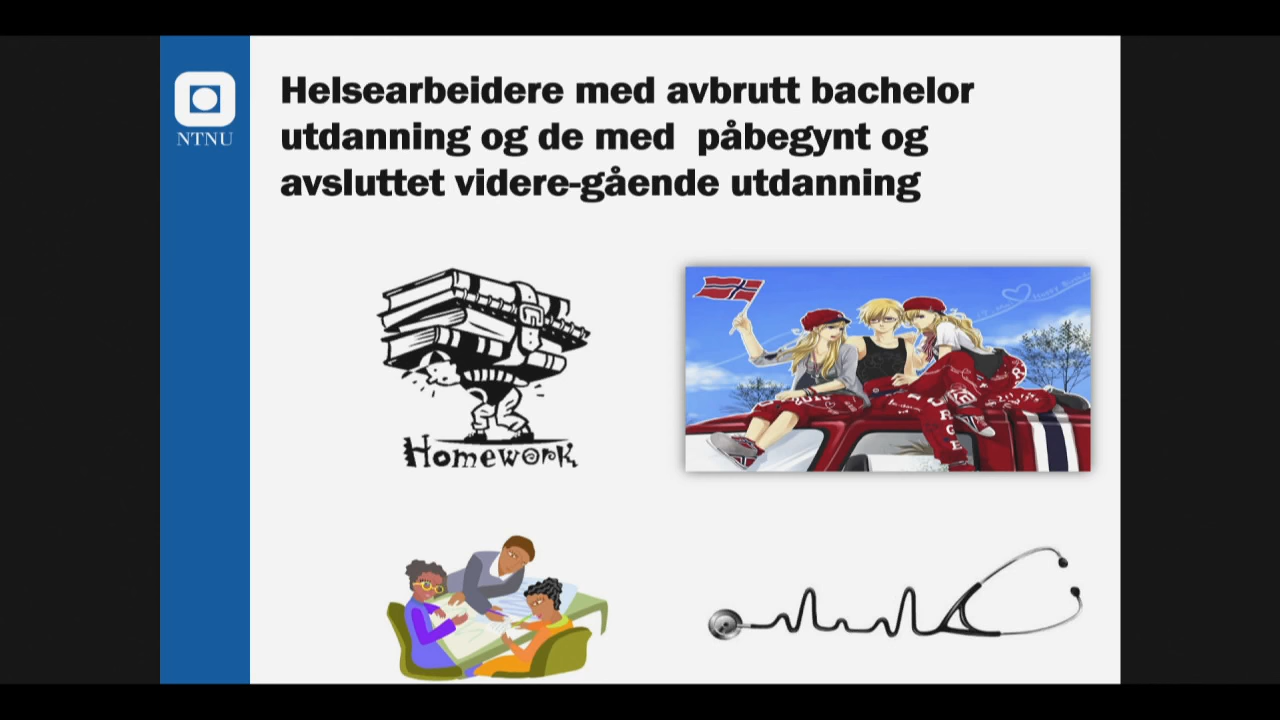 NTNU
Helsearbeidere med avbrutt bachelor
utdanning og de med påbegynt og
avsluttet videre-gående utdanning
Homework